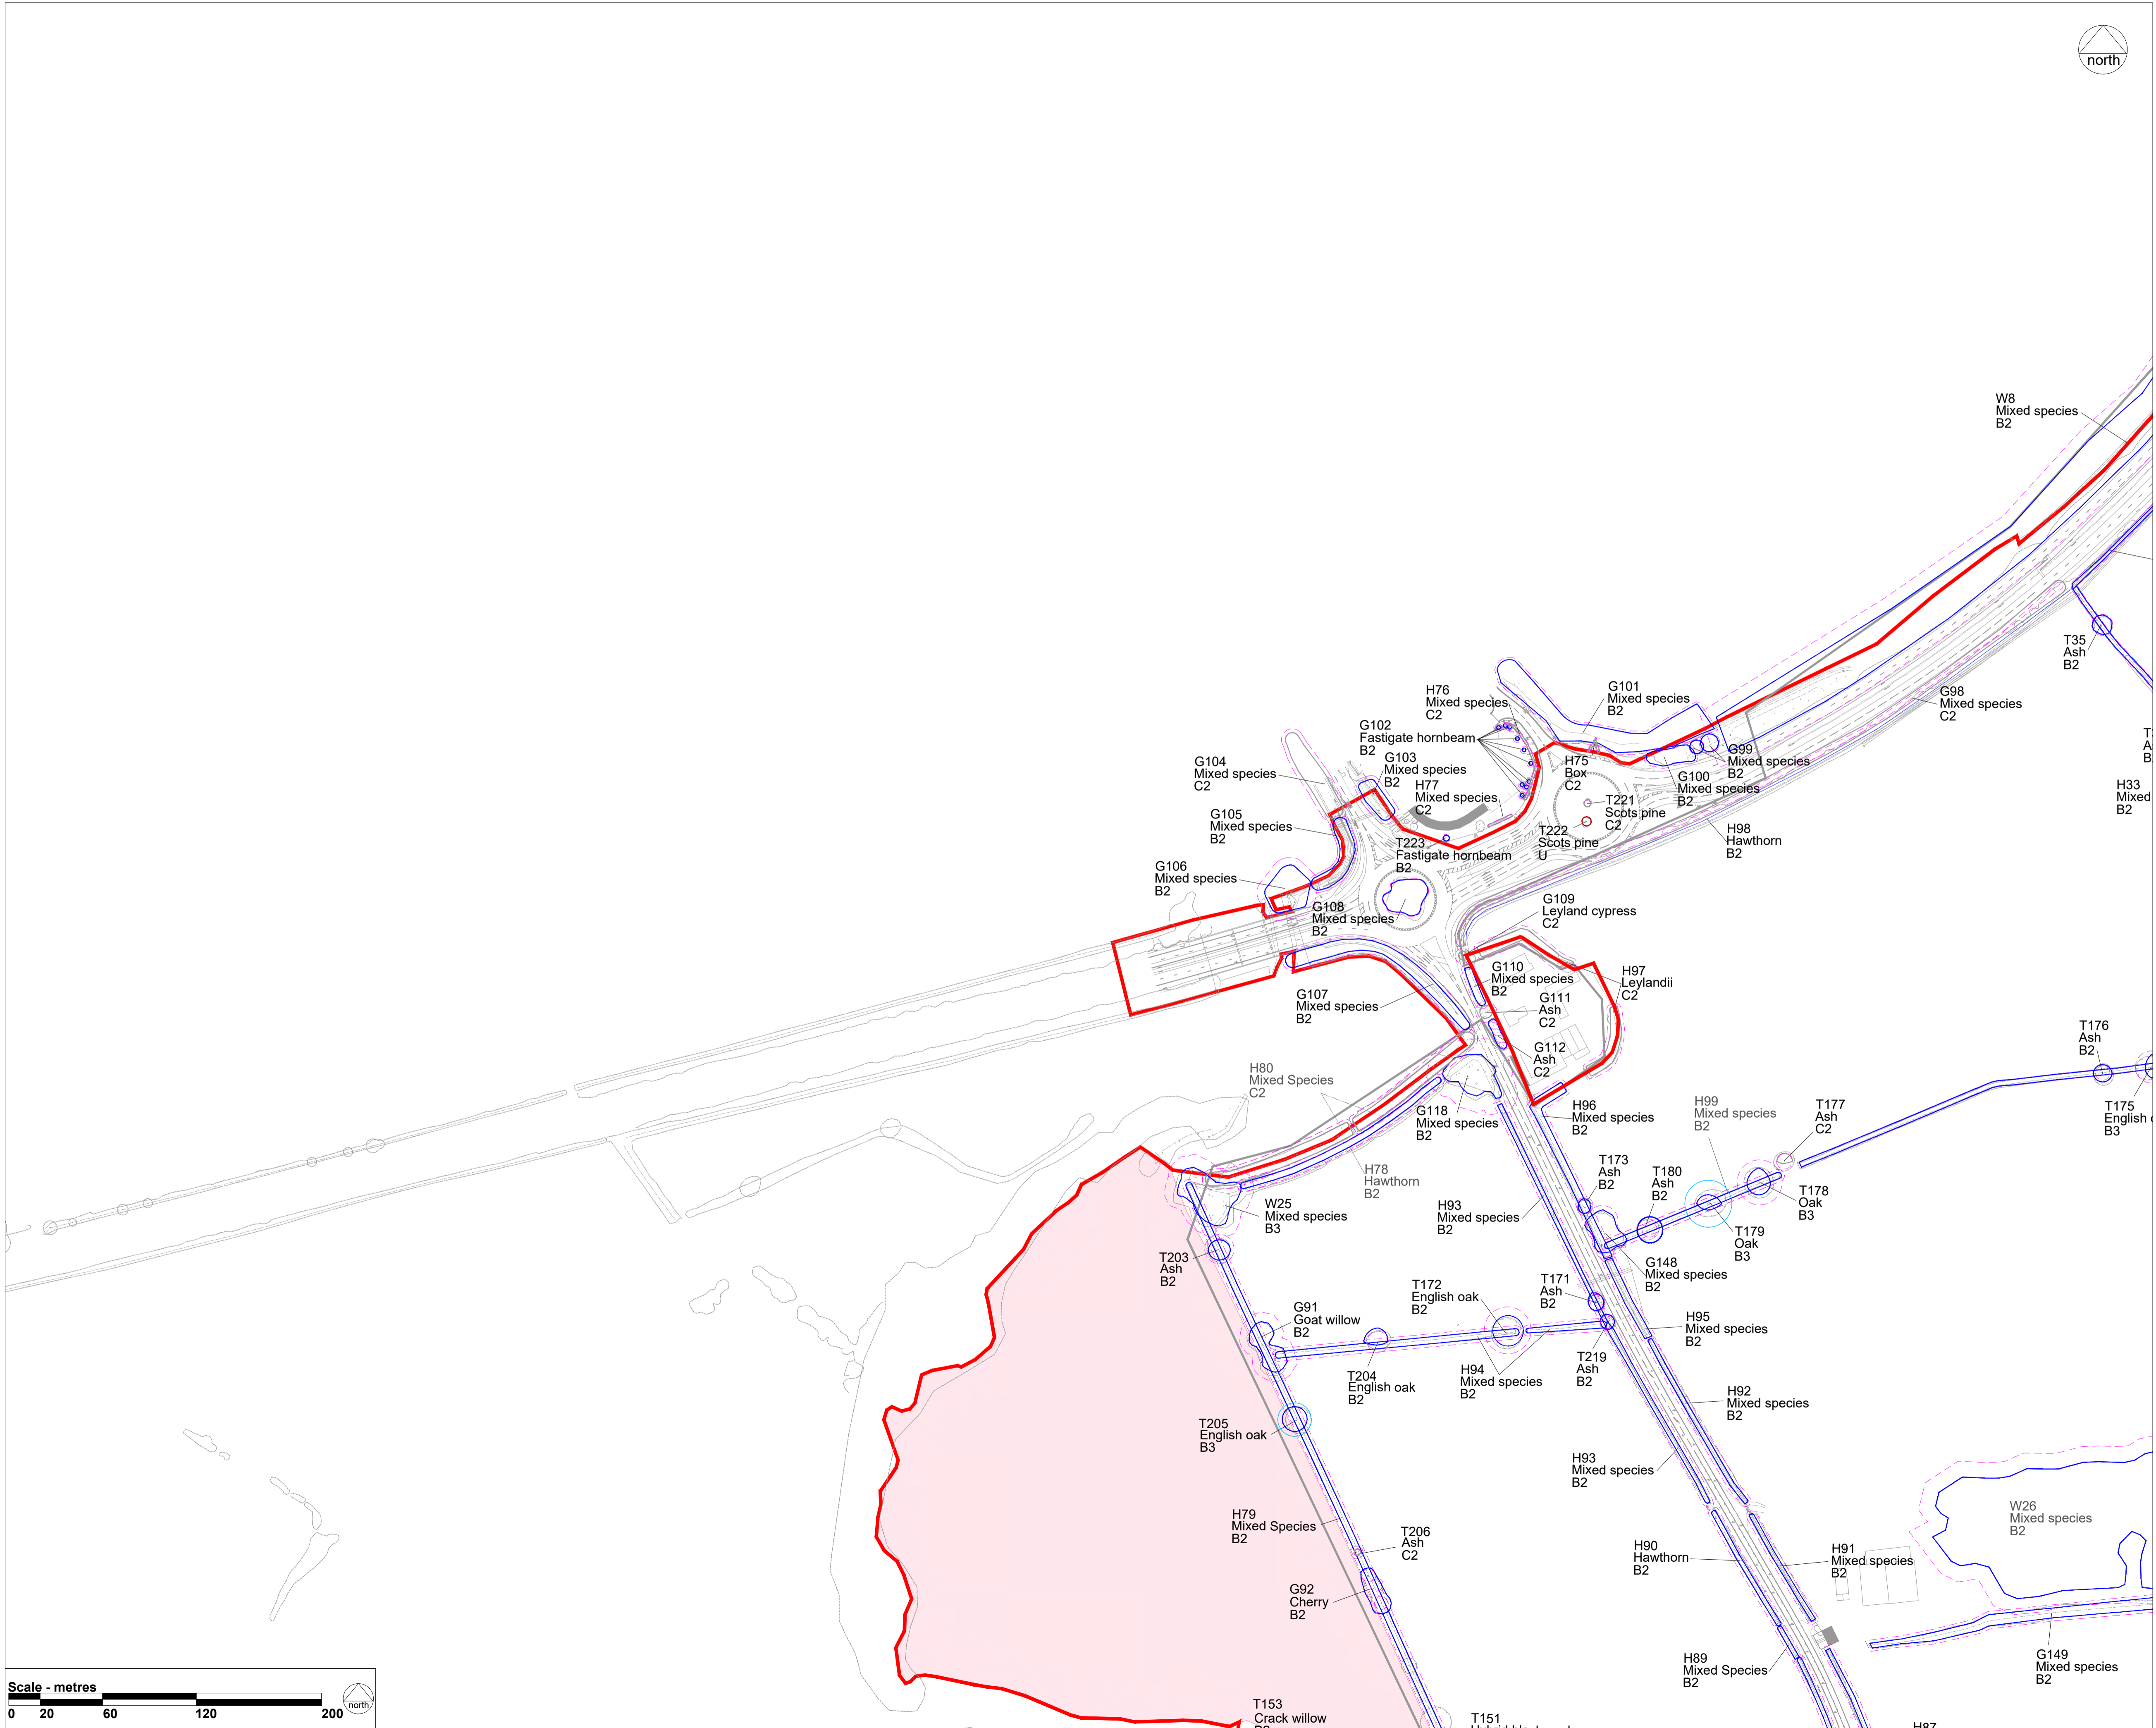 north
W8
Mixed species
B2
T35
Ash
B2
G98
Mixed species
C2
G101
Mixed species
B2
H76
Mixed species
C2
G102
Fastigate hornbeam
B2
G103
Mixed species
B2
G104
Mixed species
C2
H77
Mixed species
C2
H75
Box
C2
G99
Mixed species
B2
G100
Mixed species
B2
H33
Mixed
B2
T221
Scots pine
C2
T222
Scots pine
U
G105
Mixed species
B2
T223
Fastigate hornbeam
B2
H98
Hawthorn
B2
G106
Mixed species
B2
G108
Mixed species
B2
G109
Leyland cypress
C2
G110
Mixed species
B2
H97
Leylandii
C2
G107
Mixed species
B2
G111
Ash
C2
G112
Ash
C2
T176
Ash
B2
H80
Mixed Species
C2
G118
Mixed species
B2
H96
Mixed species
B2
H99
Mixed species
B2
T177
Ash
C2
T175
English
B3
H78
Hawthorn
B2
T173
Ash
B2
T180
Ash
B2
T178
Oak
B3
W25
Mixed species
B3
H93
Mixed species
B2
T179
Oak
B3
T203
Ash
B2
G148
Mixed species
B2
T172
English oak
B2
T171
Ash
B2
G91
Goat willow
B2
H95
Mixed species
B2
T204
English oak
B2
H94
Mixed species
B2
T219
Ash
B2
H92
Mixed species
B2
T205
English oak
B3
H93
Mixed species
B2
H79
Mixed Species
B2
T206
Ash
C2
W26
Mixed species
B2
H90
Hawthorn
B2
H91
Mixed species
B2
G92
Cherry
B2
H89
Mixed Species
B2
G149
Mixed species
B2
Scale - metres
0 20 60 120 200
north
T153
Crack willow
T151
H87